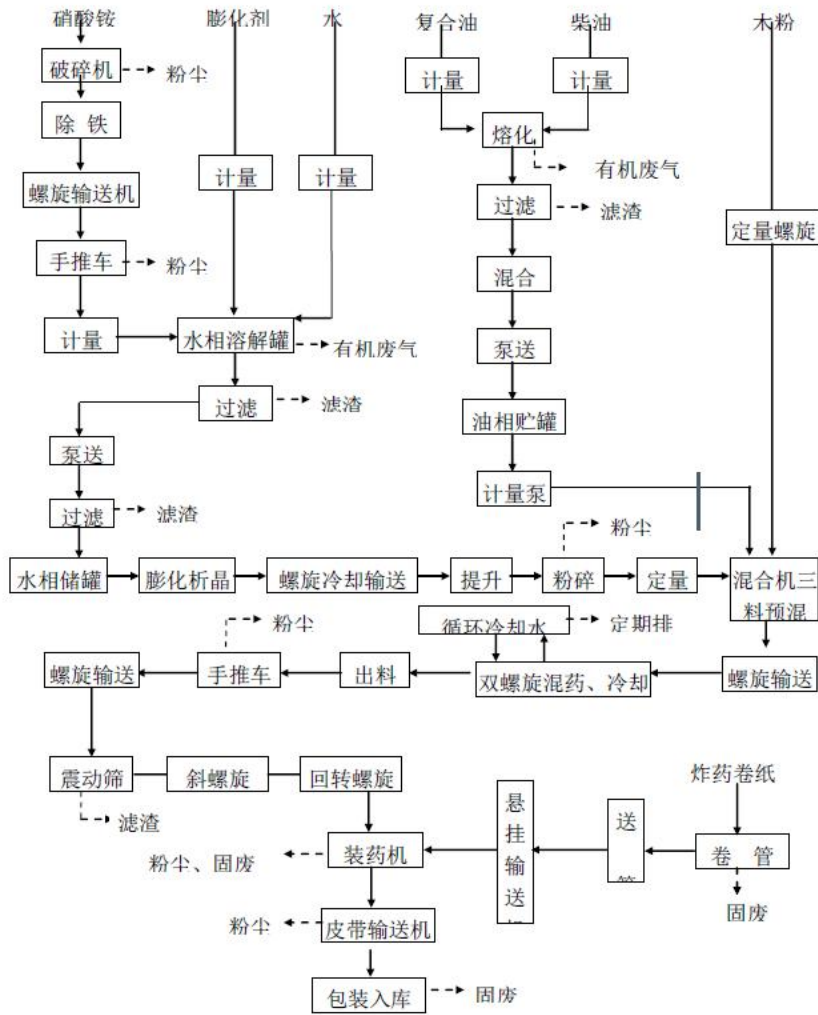 硝酸铵 膨化剂 水 复合油 柴油 木粉
破碎机 粉尘 计量 计量
除 铁 熔化
计量 计量 有机废气
螺旋输送机 过滤 滤渣
定量螺旋
手推车 粉尘 混合
计量 水相溶解罐 有机废气 泵送
过滤 滤渣 油相贮罐
泵送
计量泵
过滤 滤渣 粉尘
水相储罐 膨化析晶 螺旋冷却输送 提升 粉碎 定量 混合机三
料预混
粉尘 循环冷却水 定期排
螺旋输送 手推车 出料 双螺旋混药、冷却 螺旋输送
震动筛 斜螺旋 回转螺旋 炸药卷纸
滤渣
悬挂输送
送
粉尘、固废 装药机 卷 管
固废
粉尘 皮带输送机
包装入库 固废